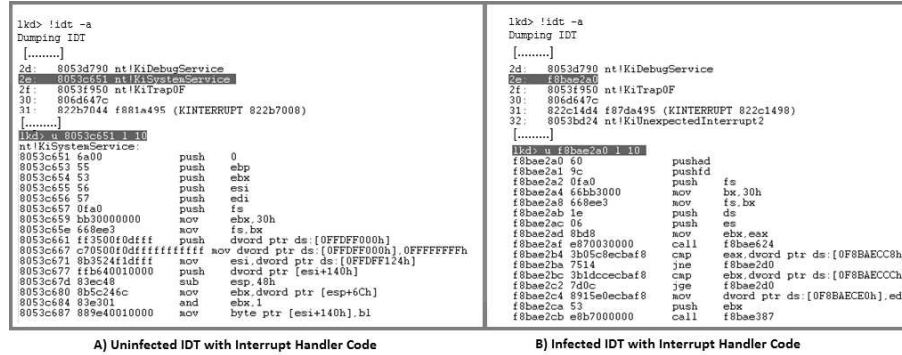 lkd> !idt -a
Dumping IDT
[.........]
2d: 8053d790 nt!KiDebugService
2e: 8053c651 nt!KiSystemService
2f: 8053f950 nt!KiTrap0F
30: 806d647c
31: 822b7044 f881a495 (KINTERRUPT 822b7008)
[.........]
lkd> u 8053c651 l 10
nt!KiSystemService:
8053c651 6a00 push 0
8053c653 55 push ebp
8053c654 53 push ebx
8053c655 56 push esi
8053c656 57 push edi
8053c657 0fa0 push fs
8053c659 bb30000000 mov ebx,30h
8053c65e 668ee3 mov fs,bx
8053c661 ff3500f0dfff push dword ptr ds:[0FFDFF000h]
8053c667 c70500f0dfffffffffff mov dword ptr ds:[0FFDFF000h],0FFFFFFFFh
8053c671 8b3524f1dfff mov esi,dword ptr ds:[0FFDFF124h]
8053c677 ffb640010000 push dword ptr [esi+140h]
8053c67d 83ec48 sub esp,48h
8053c680 8b5c246c mov ebx,dword ptr [esp+6Ch]
8053c684 83e301 and ebx,1
8053c687 889e40010000 mov byte ptr [esi+140h],bl
A) Uninfected IDT with Interrupt Handler Code
lkd> !idt -a
Dumping IDT
[.........]
2d: 8053d790 nt!KiDebugService
2e: f8bae2a0
2f: 8053f950 nt!KiTrap0F
30: 806d647c
31: 822c14d4 f87da495 (KINTERRUPT 822c1498)
32: 8053bd24 nt!KiUnexpectedInterrupt2
[.........]
lkd> u f8bae2a0 l 10
f8bae2a0 60 pushad
f8bae2a1 9c pushfd
f8bae2a2 0fa0 push fs
f8bae2a4 66bb3000 mov bx,30h
f8bae2a8 668ee3 mov fs,bx
f8bae2ab 1e push ds
f8bae2ac 06 push es
f8bae2ad 8bd8 mov ebx,eax
f8bae2af e870030000 call f8bae624
f8bae2b4 3b05c8ecbaf8 cmp eax,dword ptr ds:[0F8BAECC8h
f8bae2ba 7514 jne f8bae2d0
f8bae2bc 3b1dccecbaf8 cmp ebx,dword ptr ds:[0F8BAECCCh
f8bae2c2 7d0c jge f8bae2d0
f8bae2c4 8915e0ecbaf8 mov dword ptr ds:[0F8BAECE0h],ed
f8bae2ca 53 push ebx
f8bae2cb e8b7000000 call f8bae387
B) Infected IDT with Interrupt Handler Code